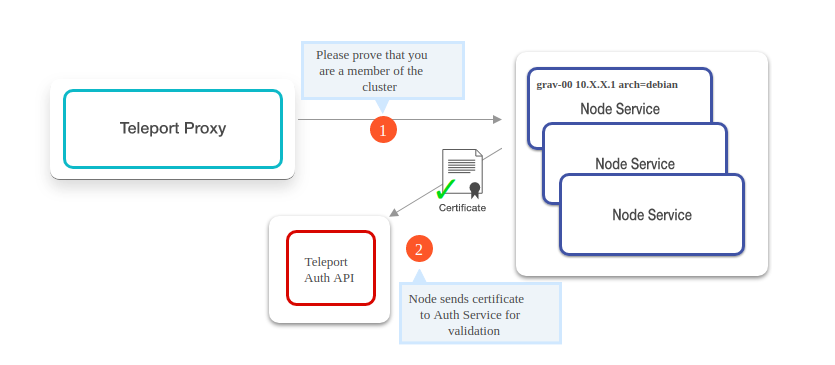 Please prove that you
are a member of the
cluster
Teleport Proxy
1
grav-00 10.X.X.1 arch=debian
Node Service
Node Service
Node Service
Certificate
Teleport
Auth API
2
Node sends certificate
to Auth Service for
validation